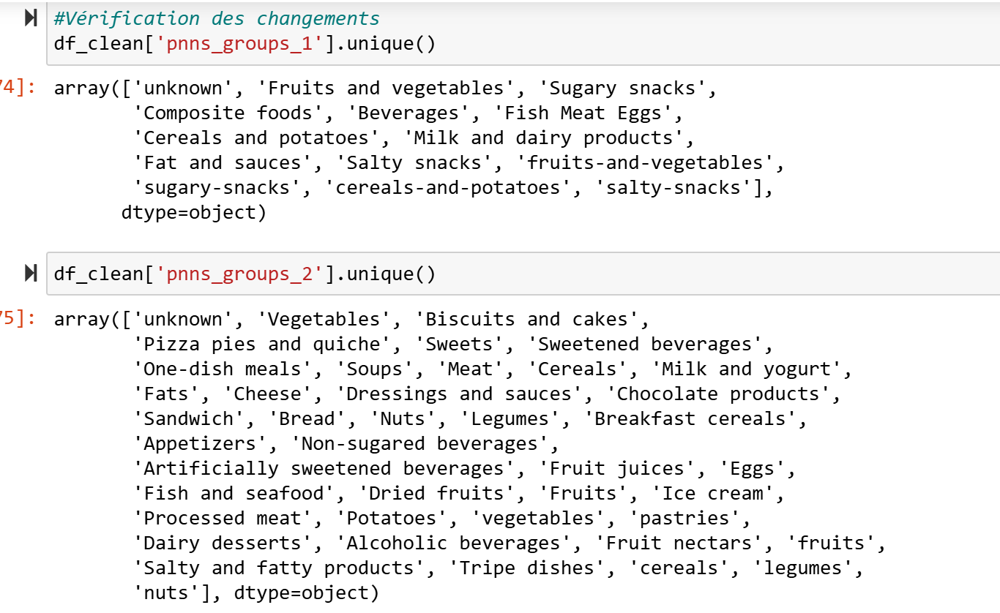 #Vérification des changements
df_clean['pnns_groups_1'].unique()
74]: array(['unknown', 'Fruits and vegetables', 'Sugary snacks',
'Composite foods', 'Beverages', 'Fish Meat Eggs',
'Cereals and potatoes', 'Milk and dairy products',
'Fat and sauces', 'Salty snacks', 'fruits-and-vegetables',
'sugary-snacks', 'cereals-and-potatoes', 'salty-snacks'],
dtype=object)
df_clean['pnns_groups_2'].unique()
75]: array(['unknown', 'Vegetables', 'Biscuits and cakes',
'Pizza pies and quiche', 'Sweets', 'Sweetened beverages',
'One-dish meals', 'Soups', 'Meat', 'Cereals', 'Milk and yogurt',
'Fats', 'Cheese', 'Dressings and sauces', 'Chocolate products',
'Sandwich', 'Bread', 'Nuts', 'Legumes', 'Breakfast cereals',
'Appetizers', 'Non-sugared beverages',
'Artificially sweetened beverages', 'Fruit juices', 'Eggs',
'Fish and seafood', 'Dried fruits', 'Fruits', 'Ice cream',
'Processed meat', 'Potatoes', 'vegetables', 'pastries',
'Dairy desserts', 'Alcoholic beverages', 'Fruit nectars', 'fruits',
'Salty and fatty products', 'Tripe dishes', 'cereals', 'legumes',
'nuts'], dtype=object)